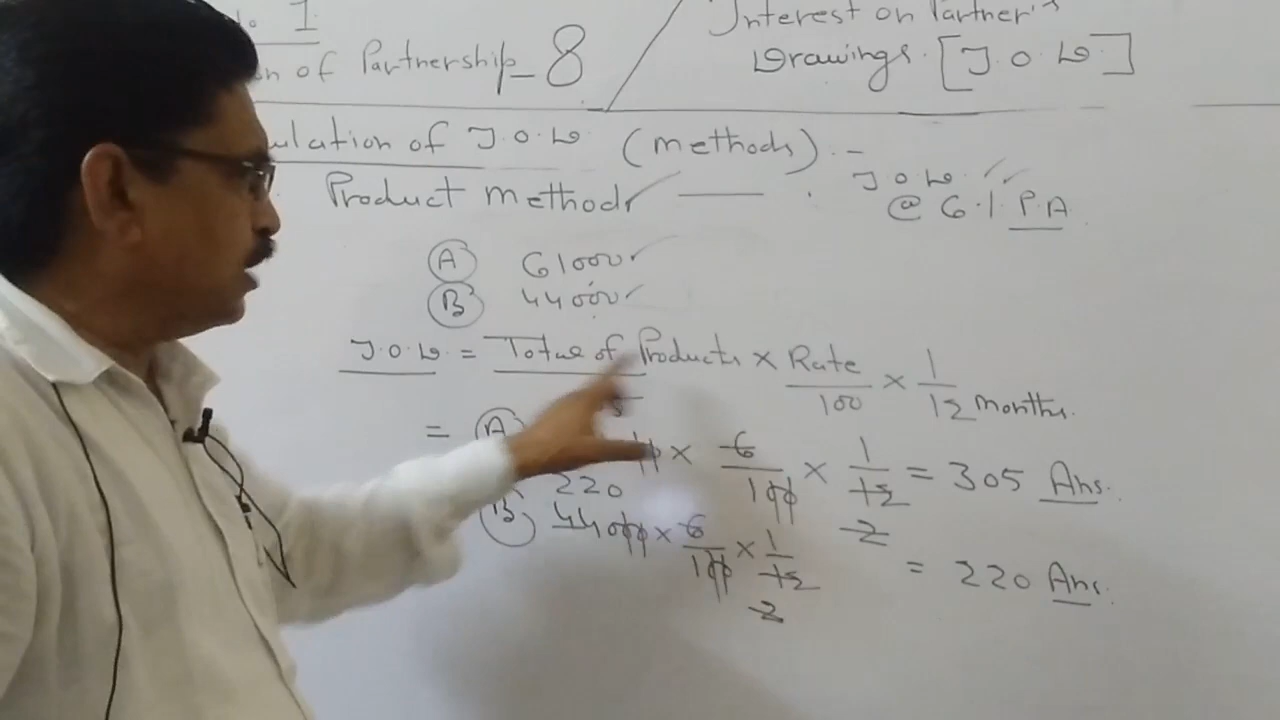 1
of Partnership - 8
Interest on Partner's
Drawings. [I.O.D]
ulation of I.O.D (methods). -
Product method ✓ —— .
I O D ✓✓
@ 6.1. P.A
(A) 61000 ✓
(B) 44000 ✓
I.O.D. = Total of Products × Rate/100 × 1/12 months.
= (A) × 6/100 × 1/12 = 305 Ans.
2
220
(B) 44000 × 6/100 × 1/12 = 220 Ans.
2